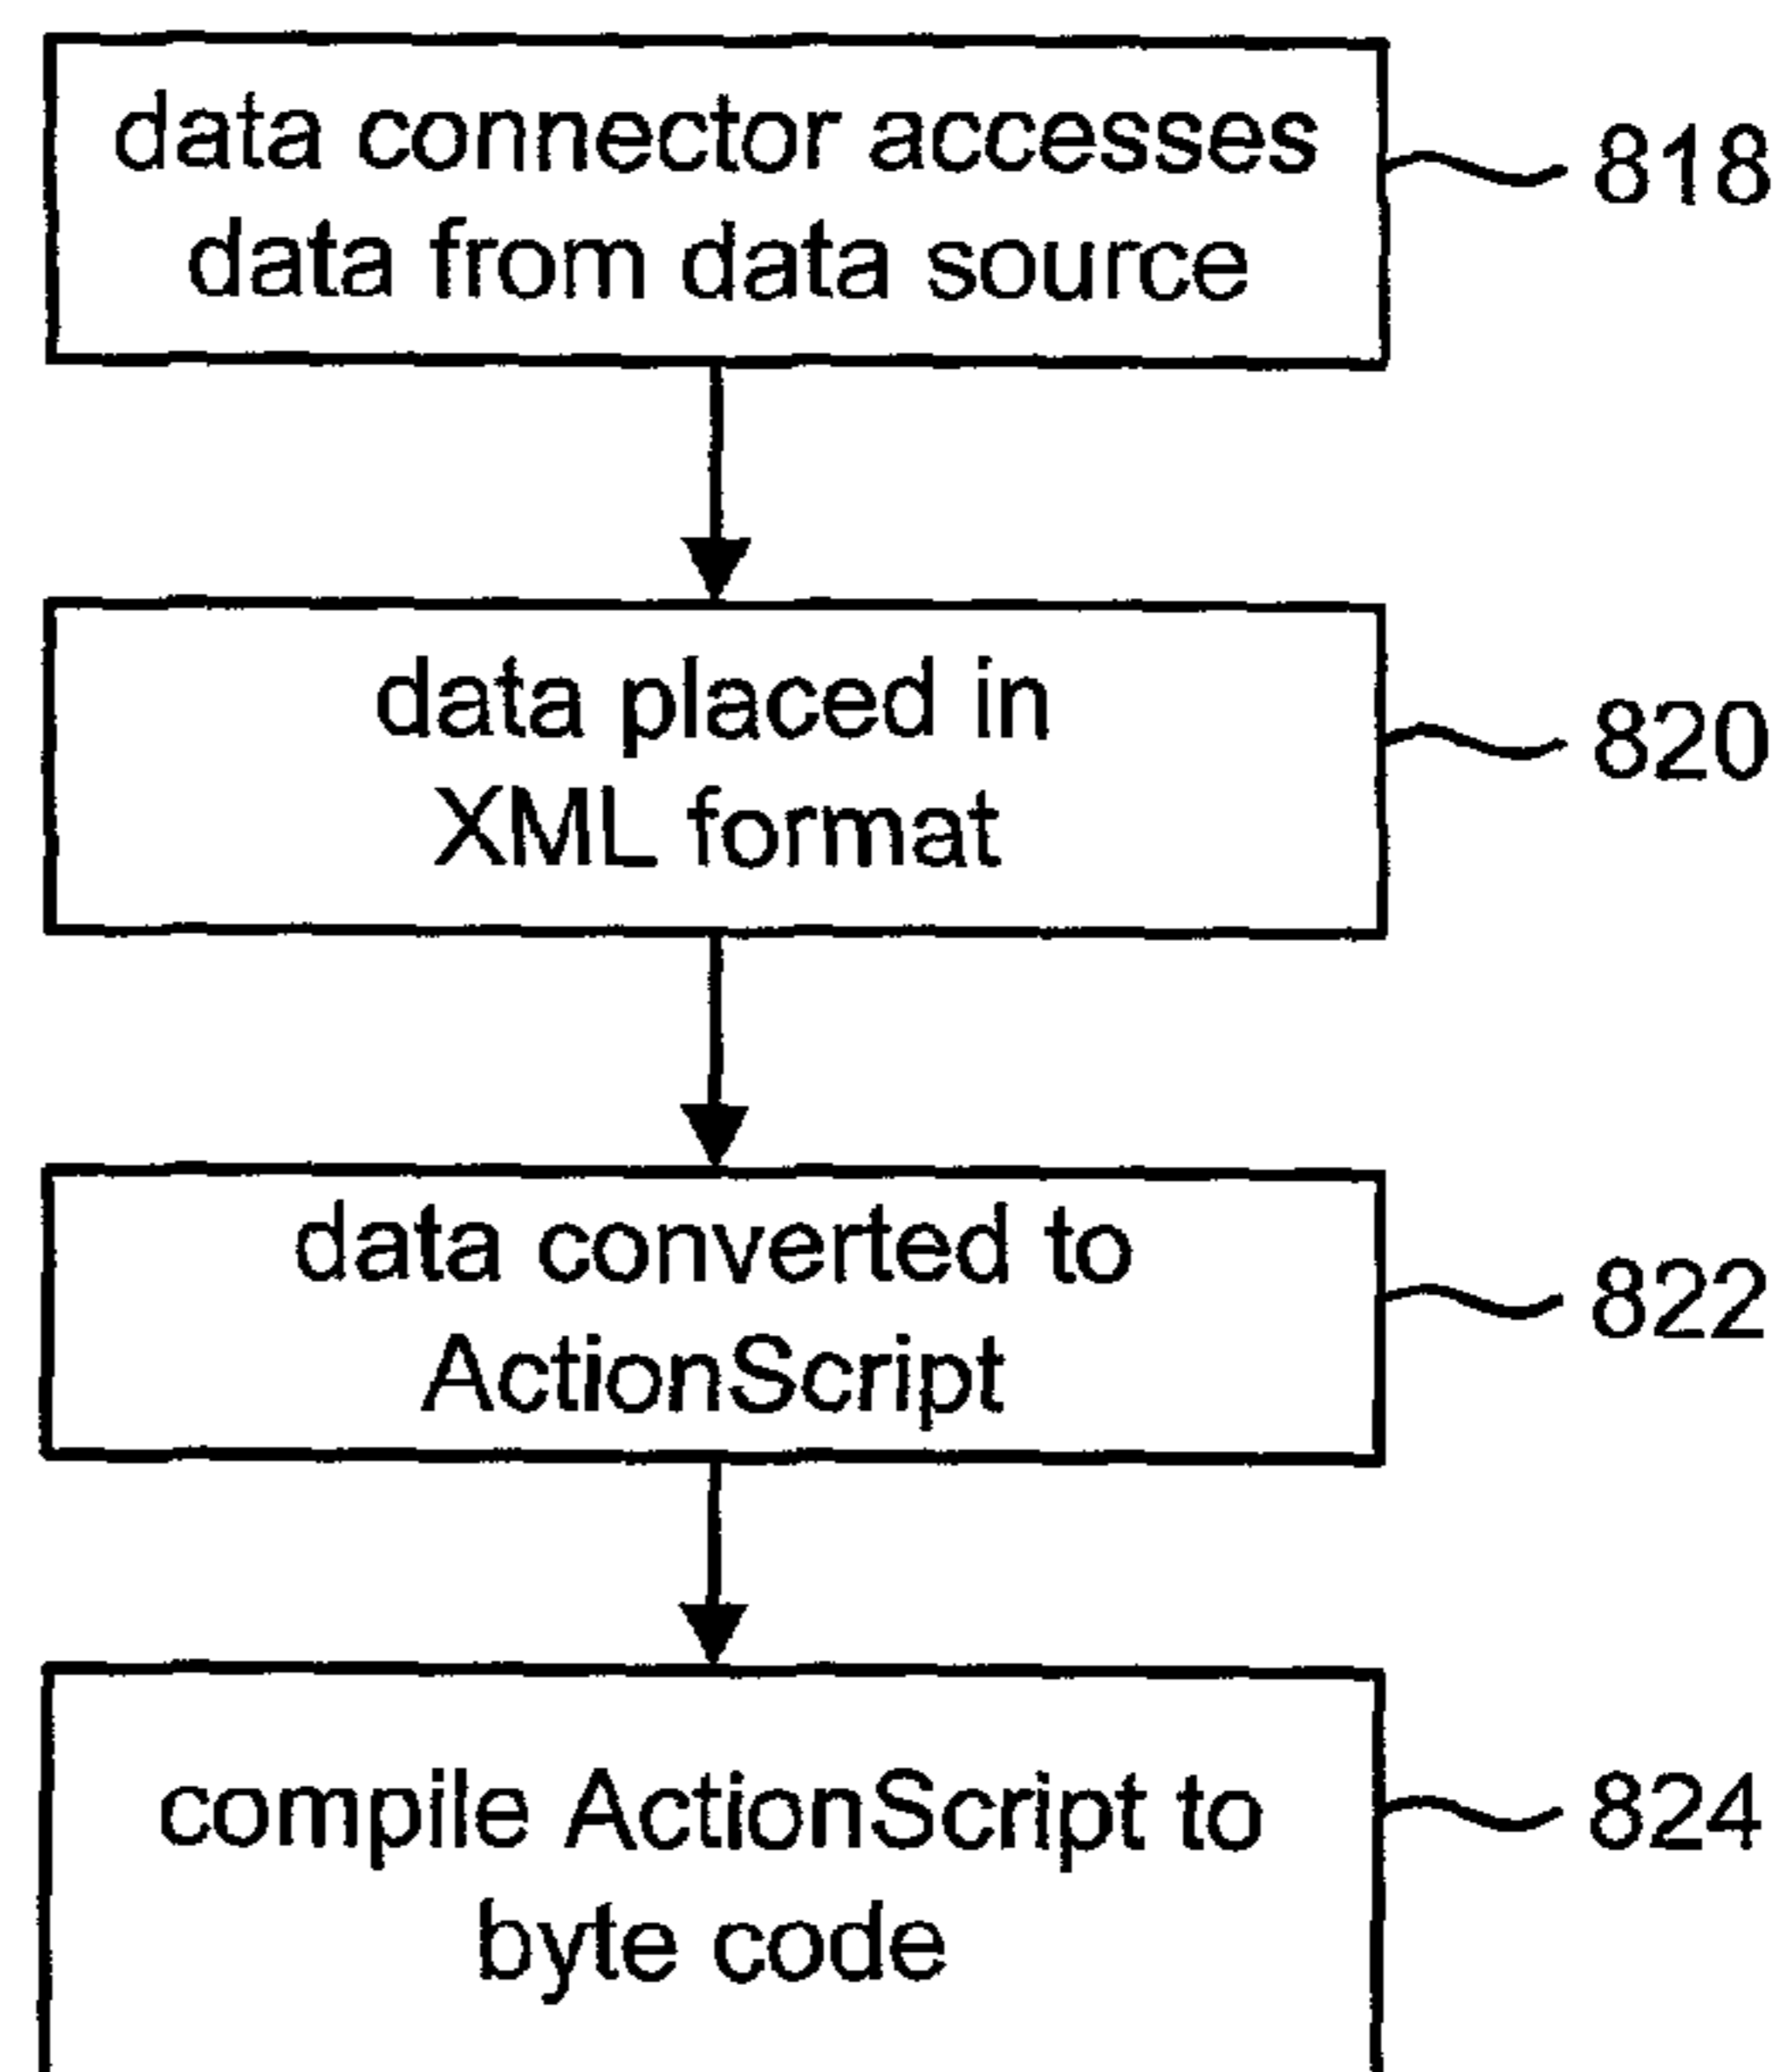 data connector accesses
data from data source
818
data placed in
XML format
820
data converted to
ActionScript
822
compile ActionScript to
byte code
824